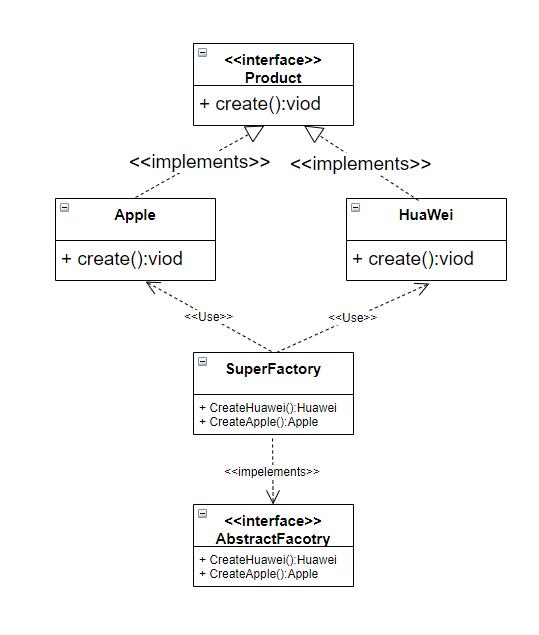 <<interface>>
Product
+ create():viod
<<implements>>
<<implements>>
Apple
+ create():viod
HuaWei
+ create():viod
<<Use>>
<<Use>>
SuperFactory
+ CreateHuawei():Huawei
+ CreateApple():Apple
<<impelements>>
<<interface>>
AbstractFacotry
+ CreateHuawei():Huawei
+ CreateApple():Apple